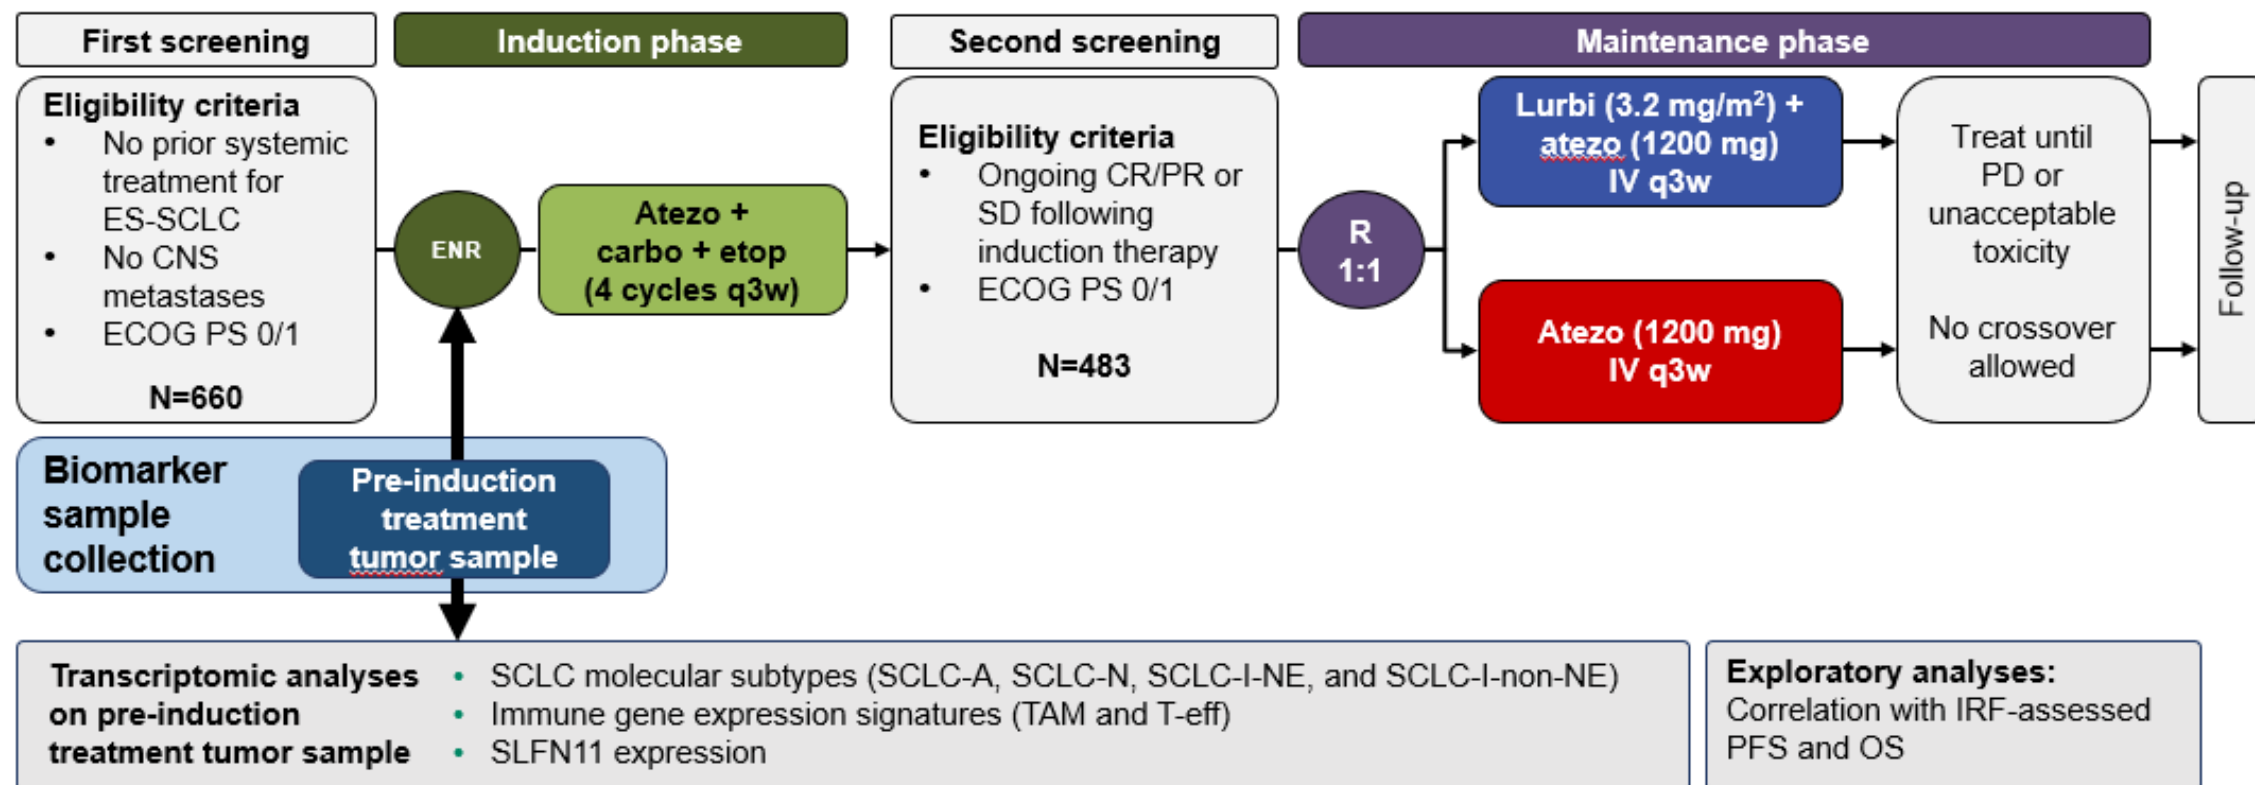 First screening
Induction phase
Second screening
Maintenance phase
Eligibility criteria
• No prior systemic
treatment for
ES-SCLC
• No CNS
metastases
• ECOG PS 0/1
N=660
ENR
Atezo +
carbo + etop
(4 cycles q3w)
Eligibility criteria
• Ongoing CR/PR or
SD following
induction therapy
• ECOG PS 0/1
N=483
R
1:1
Lurbi (3.2 mg/m²) +
atezo (1200 mg)
IV q3w
Atezo (1200 mg)
IV q3w
Treat until
PD or
unacceptable
toxicity
No crossover
allowed
Follow-up
Biomarker
sample
collection
Pre-induction
treatment
tumor sample
Transcriptomic analyses
on pre-induction
treatment tumor sample
• SCLC molecular subtypes (SCLC-A, SCLC-N, SCLC-I-NE, and SCLC-I-non-NE)
• Immune gene expression signatures (TAM and T-eff)
• SLFN11 expression
Exploratory analyses:
Correlation with IRF-assessed
PFS and OS